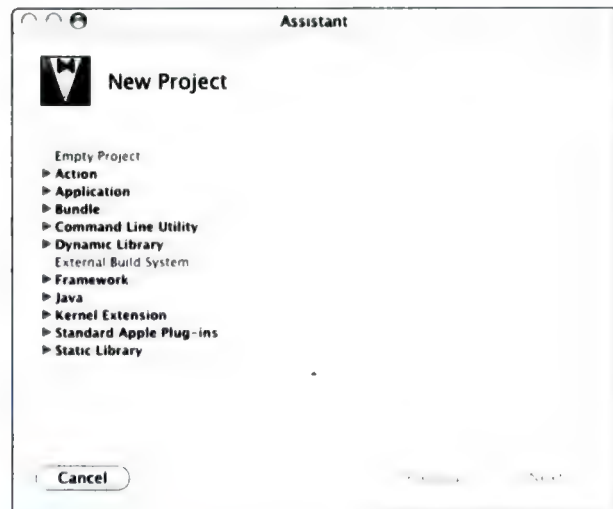 Assistant
New Project
Empty Project
Action
Application
Bundle
Command Line Utility
Dynamic Library
External Build System
Framework
Java
Kernel Extension
Standard Apple Plug-ins
Static Library
Cancel